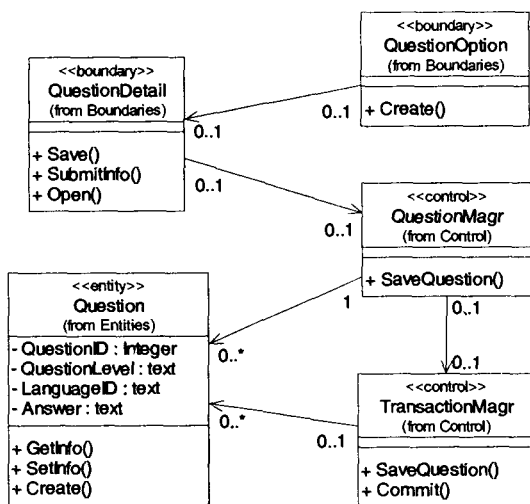 <<boundary>>
QuestionOption
(from Boundaries)
+ Create()
<<boundary>>
QuestionDetail
(from Boundaries)
+ Save()
+ SubmitInfo()
+ Open()
0..1
0..1
0..1
0..1
<<control>>
QuestionMagr
(from Control)
+ SaveQuestion()
<<entity>>
Question
(from Entities)
- QuestionID : Integer
- QuestionLevel : text
- LanguageID : text
- Answer : text
+ GetInfo()
+ SetInfo()
+ Create()
1
0..*
0..1
0..1
0..*
0..1
<<control>>
TransactionMagr
(from Control)
+ SaveQuestion()
+ Commit()